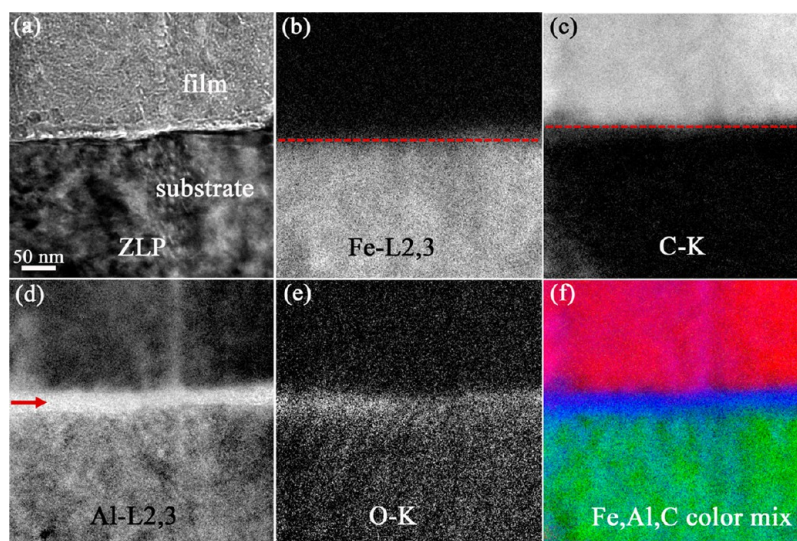 (a)
film
substrate
50 nm
ZLP
(b)
Fe-L2,3
(c)
C-K
(d)
Al-L2,3
(e)
O-K
(f)
Fe,Al,C color mix